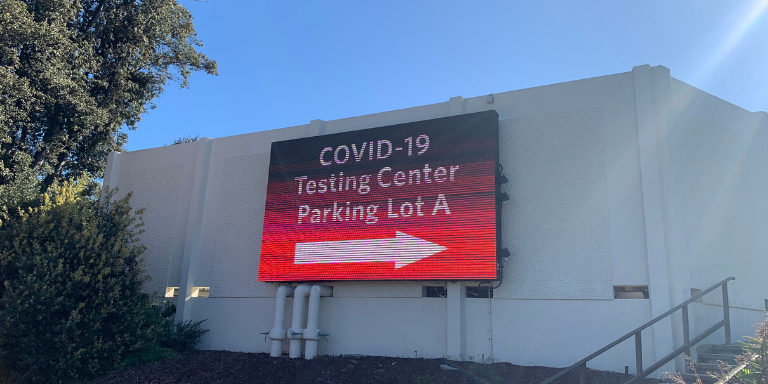 COVID-19
Testing Center
Parking Lot A